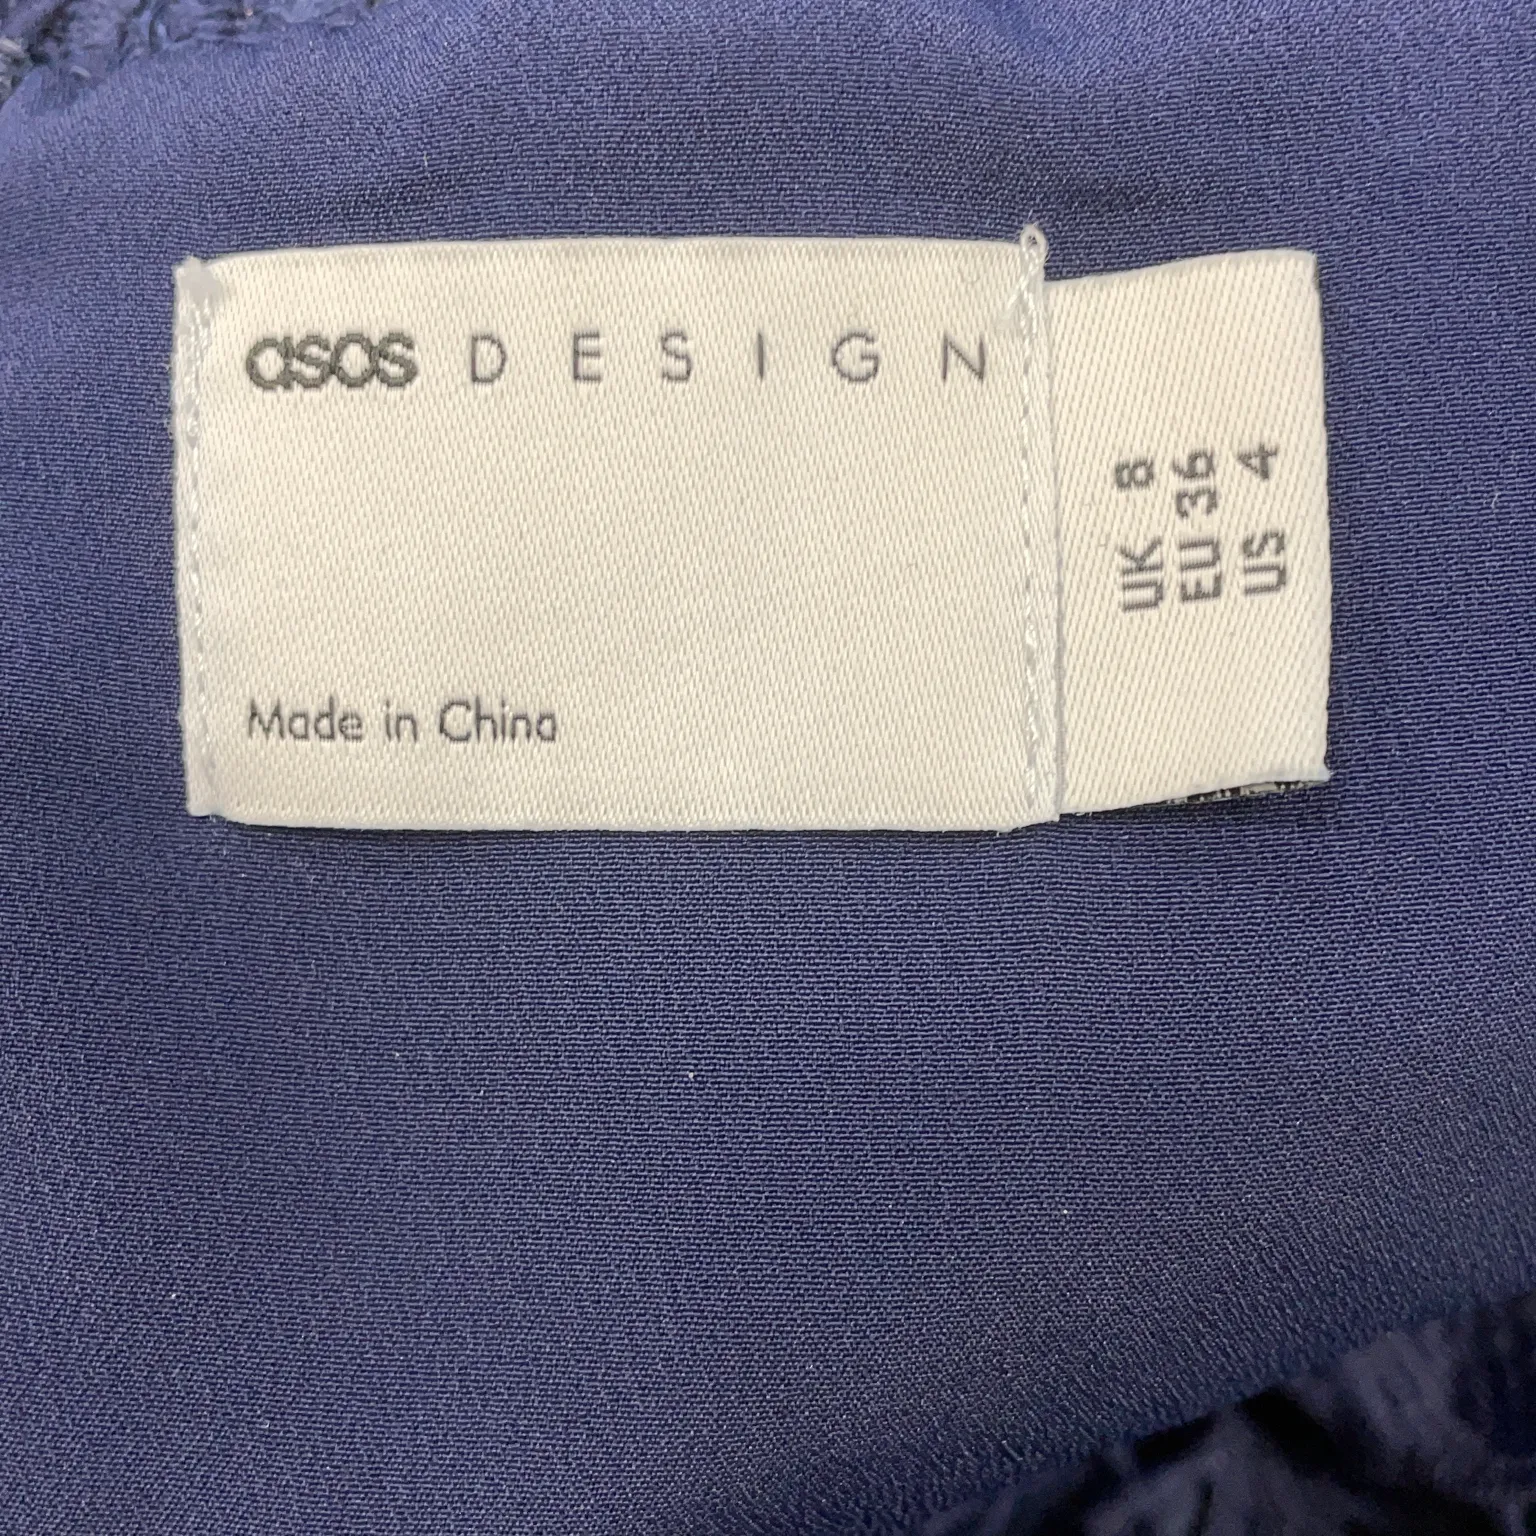 asos DESIGN
Made in China
UK 8
EU 36
US 4